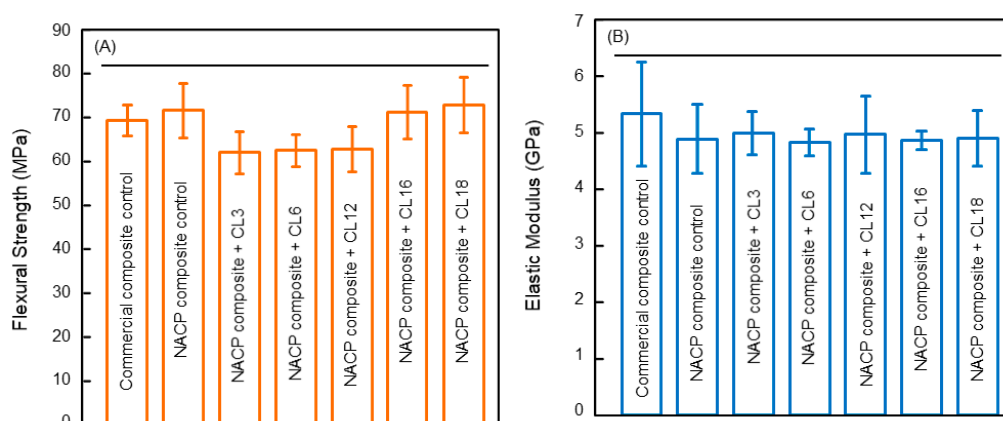 (A)
Flexural Strength (MPa)
90
80
70
60
50
40
30
20
10
0
Commercial composite control
NACP composite control
NACP composite + CL3
NACP composite + CL6
NACP composite + CL12
NACP composite + CL16
NACP composite + CL18
(B)
Elastic Modulus (GPa)
7
6
5
4
3
2
1
0
Commercial composite control
NACP composite control
NACP composite + CL3
NACP composite + CL6
NACP composite + CL12
NACP composite + CL16
NACP composite + CL18